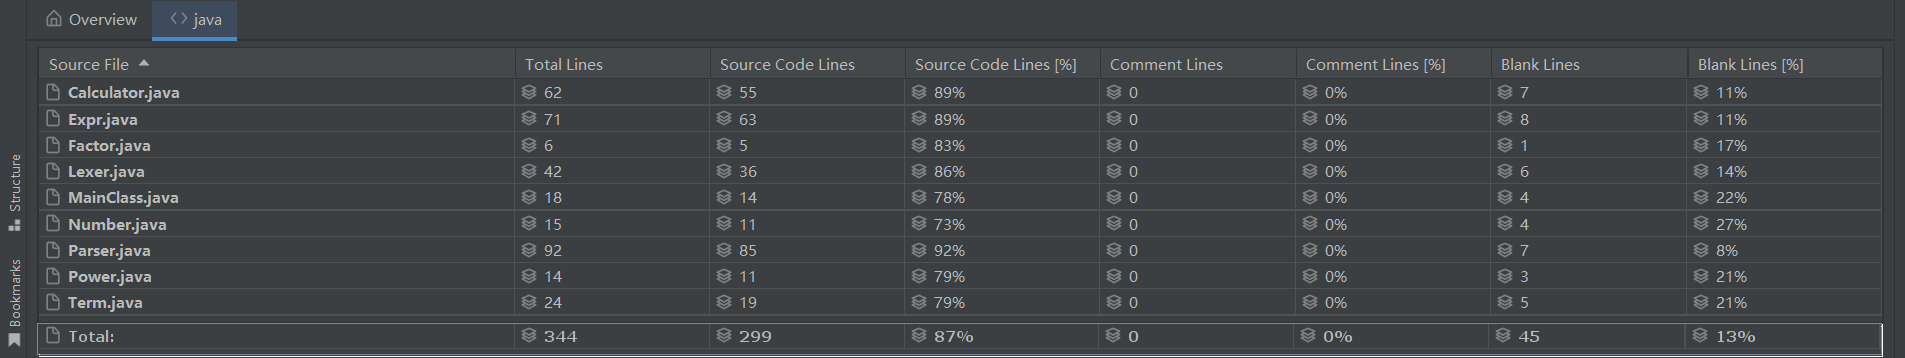 Overview java
Source File Total Lines Source Code Lines Source Code Lines [%] Comment Lines Comment Lines [%] Blank Lines Blank Lines [%]
Calculator.java 62 55 89% 0 0% 7 11%
Expr.java 71 63 89% 0 0% 8 11%
Factor.java 6 5 83% 0 0% 1 17%
Lexer.java 42 36 86% 0 0% 6 14%
MainClass.java 18 14 78% 0 0% 4 22%
Number.java 15 11 73% 0 0% 4 27%
Parser.java 92 85 92% 0 0% 7 8%
Power.java 14 11 79% 0 0% 3 21%
Term.java 24 19 79% 0 0% 5 21%
Total: 344 299 87% 0 0% 45 13%
Structure
Bookmarks